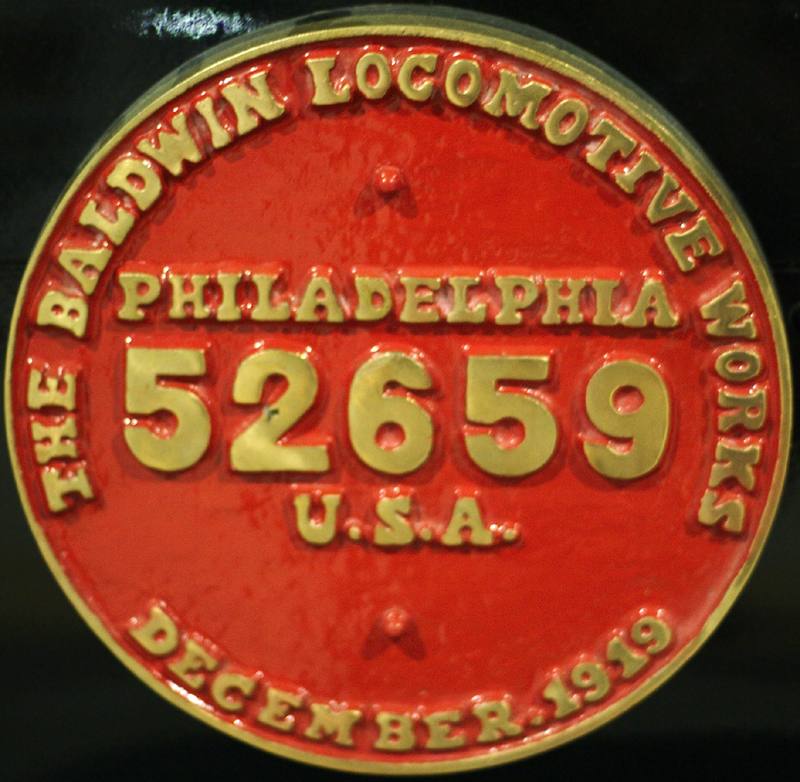 THE BALDWIN LOCOMOTIVE WORKS
PHILADELPHIA
52659
U.S.A.
DECEMBER.1919